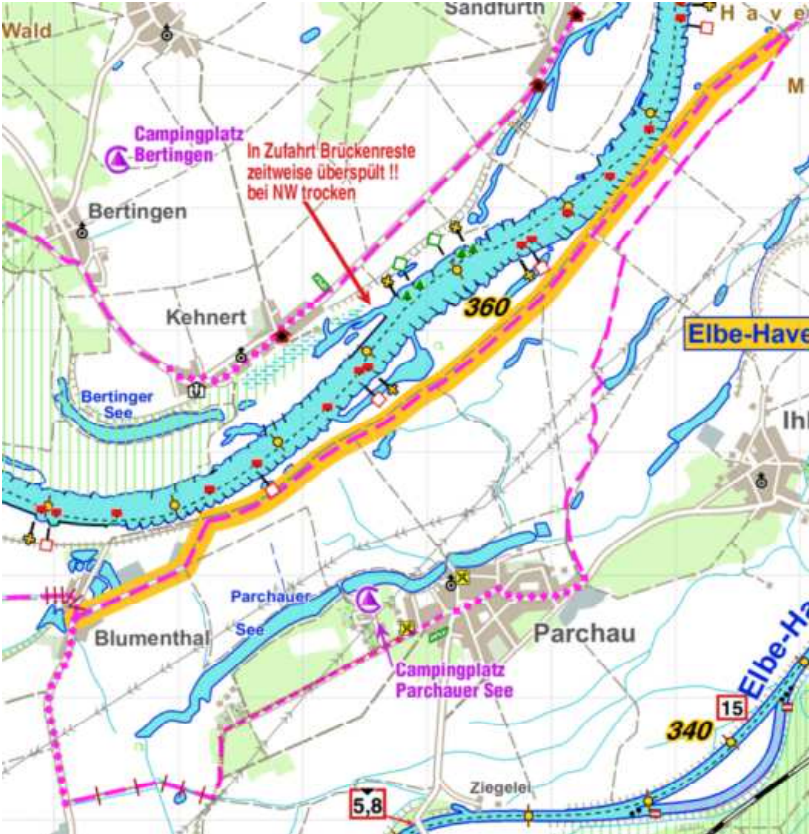 Sandfurth
Wald
H a v e
M
Campingplatz
Bertingen
In Zufahrt Brückenreste
zeitweise überspült !!
bei NW trocken
Bertingen
360
Kehnert
Elbe-Have
Bertinger
See
Ihl
Parchauer
See
Blumenthal
Parchau
Campingplatz
Parchauer See
Elbe-Ha
15
340
Ziegelei
5,8